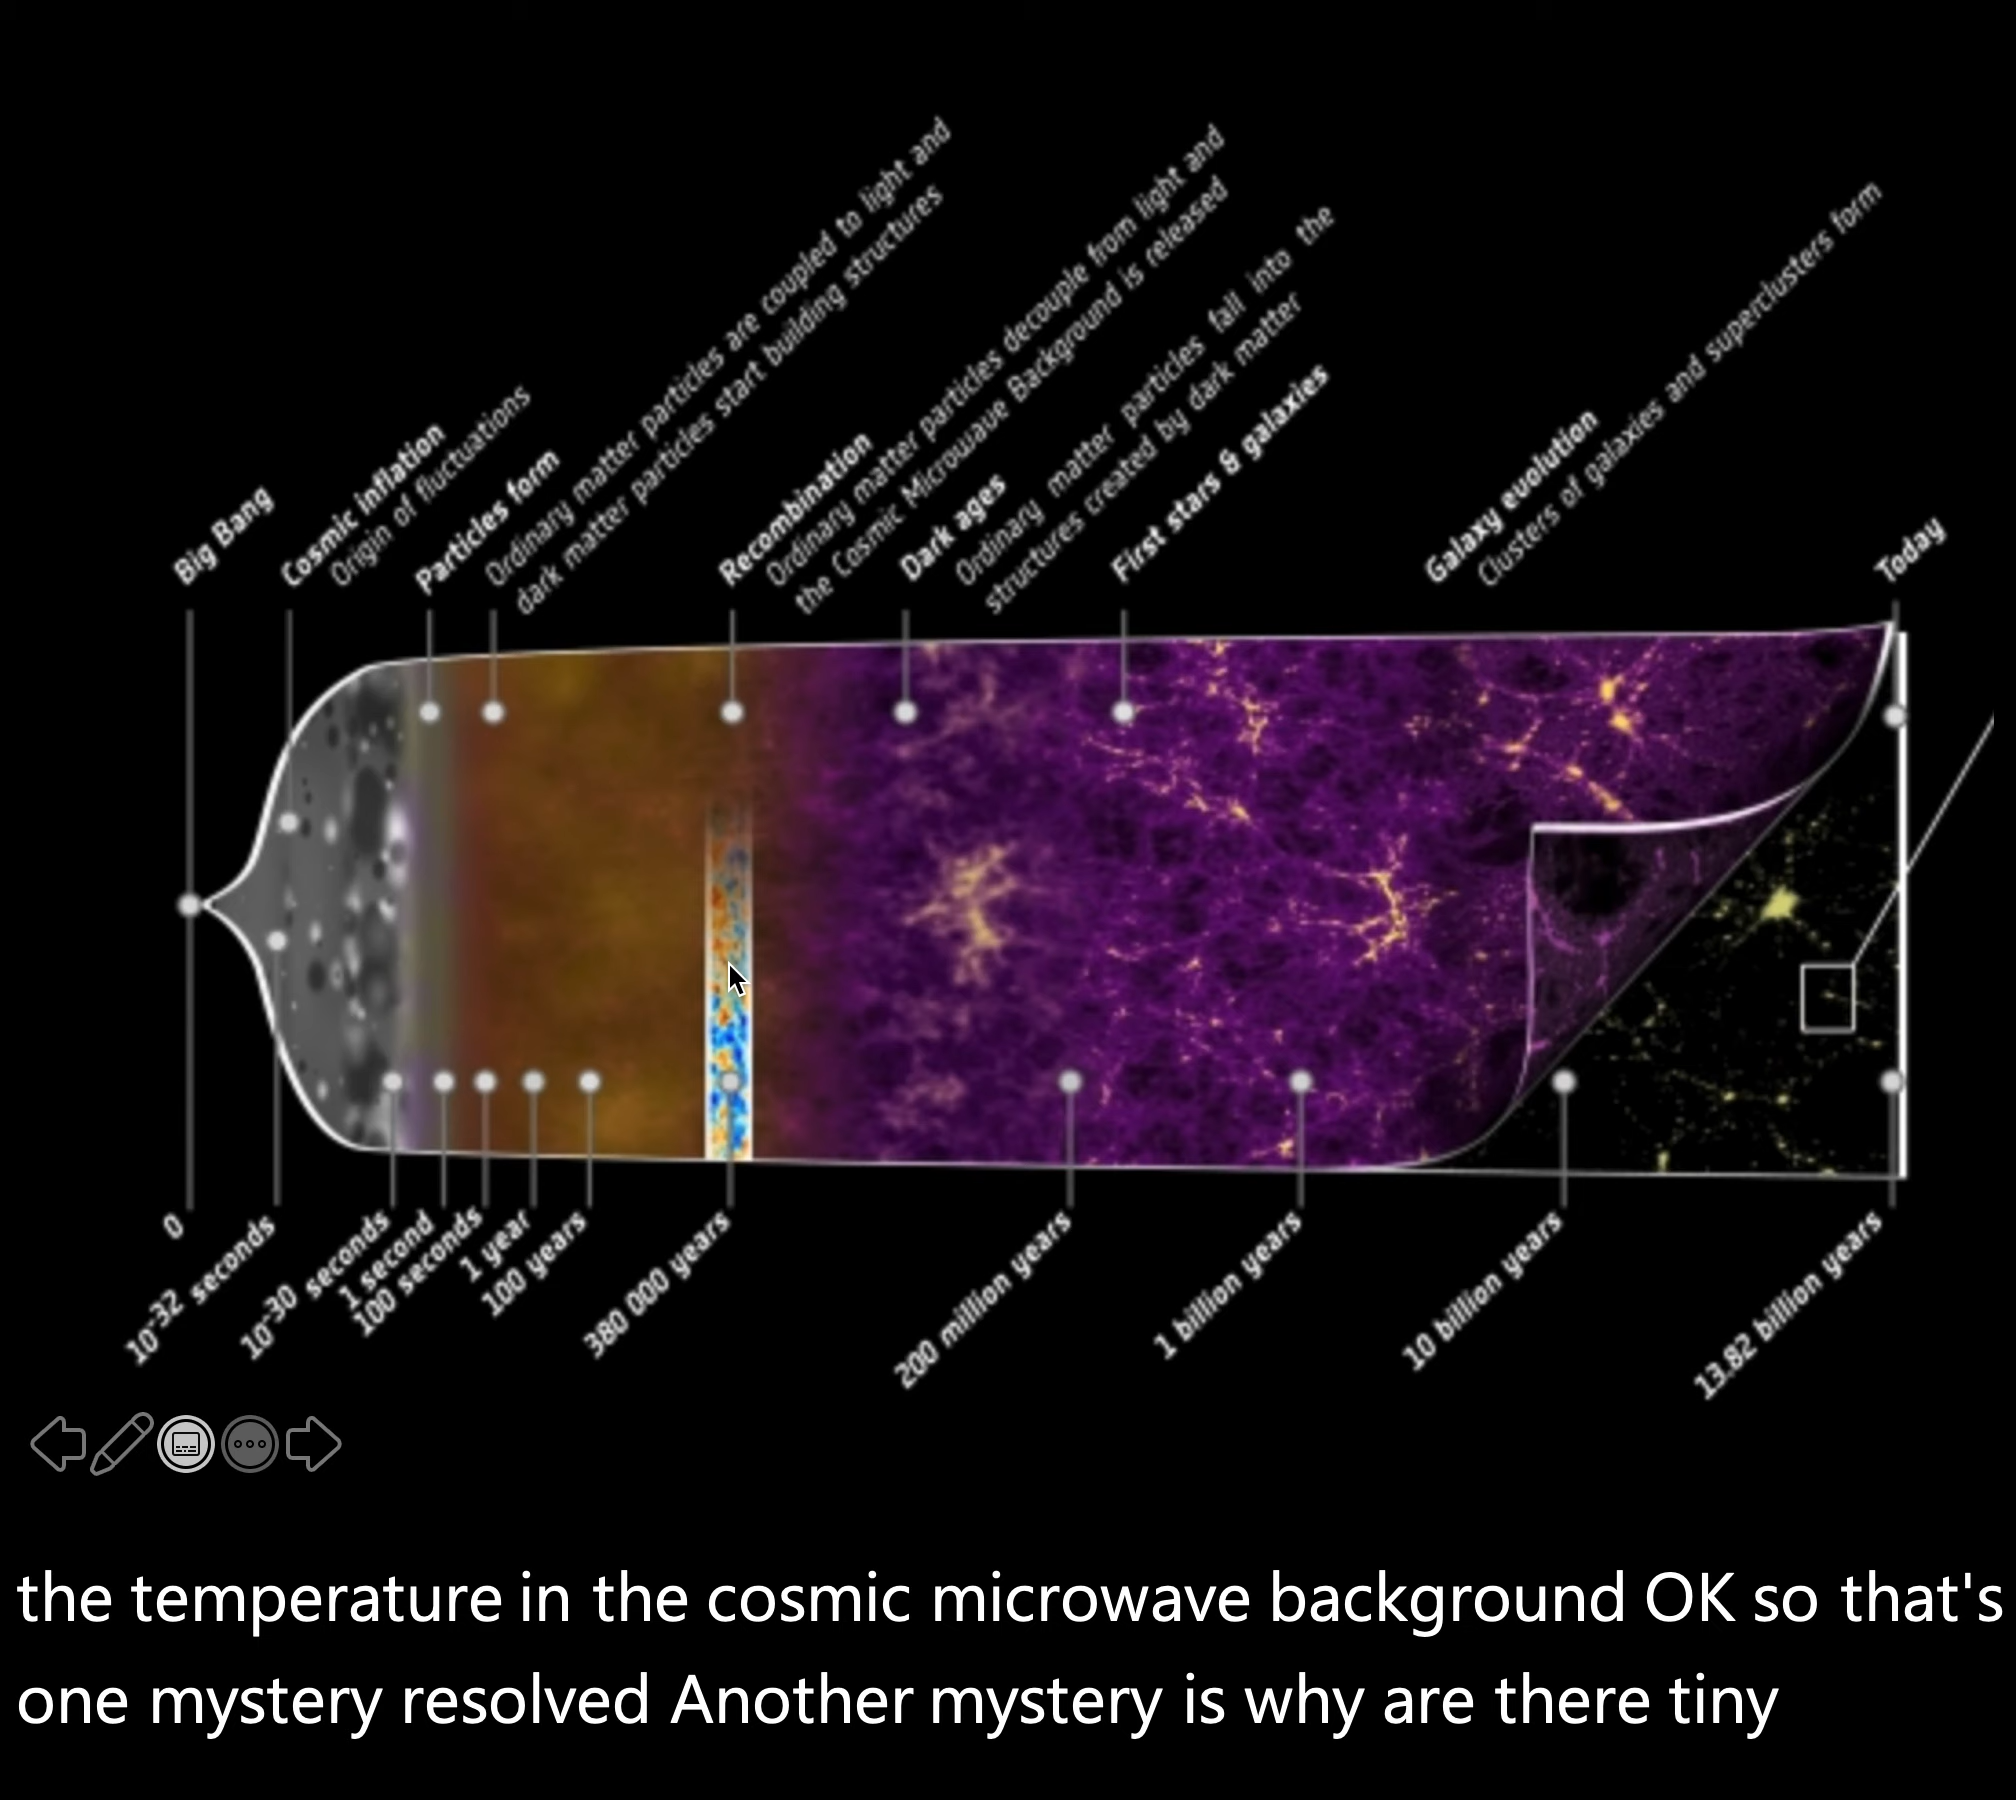 Big Bang
Cosmic inflation
Origin of fluctuations
Particles form
Ordinary matter particles are coupled to light and
dark matter particles start building structures
Recombination
Ordinary matter particles decouple from light and
the Cosmic Microwave Background is released
Dark ages
Ordinary matter particles fall into the
structures created by dark matter
First stars & galaxies
Galaxy evolution
Clusters of galaxies and superclusters form
Today
0
10-32 seconds
10-30 seconds
1 second
100 seconds
1 year
100 years
380 000 years
200 million years
1 billion years
10 billion years
13.82 billion years
the temperature in the cosmic microwave background OK so that's
one mystery resolved Another mystery is why are there tiny